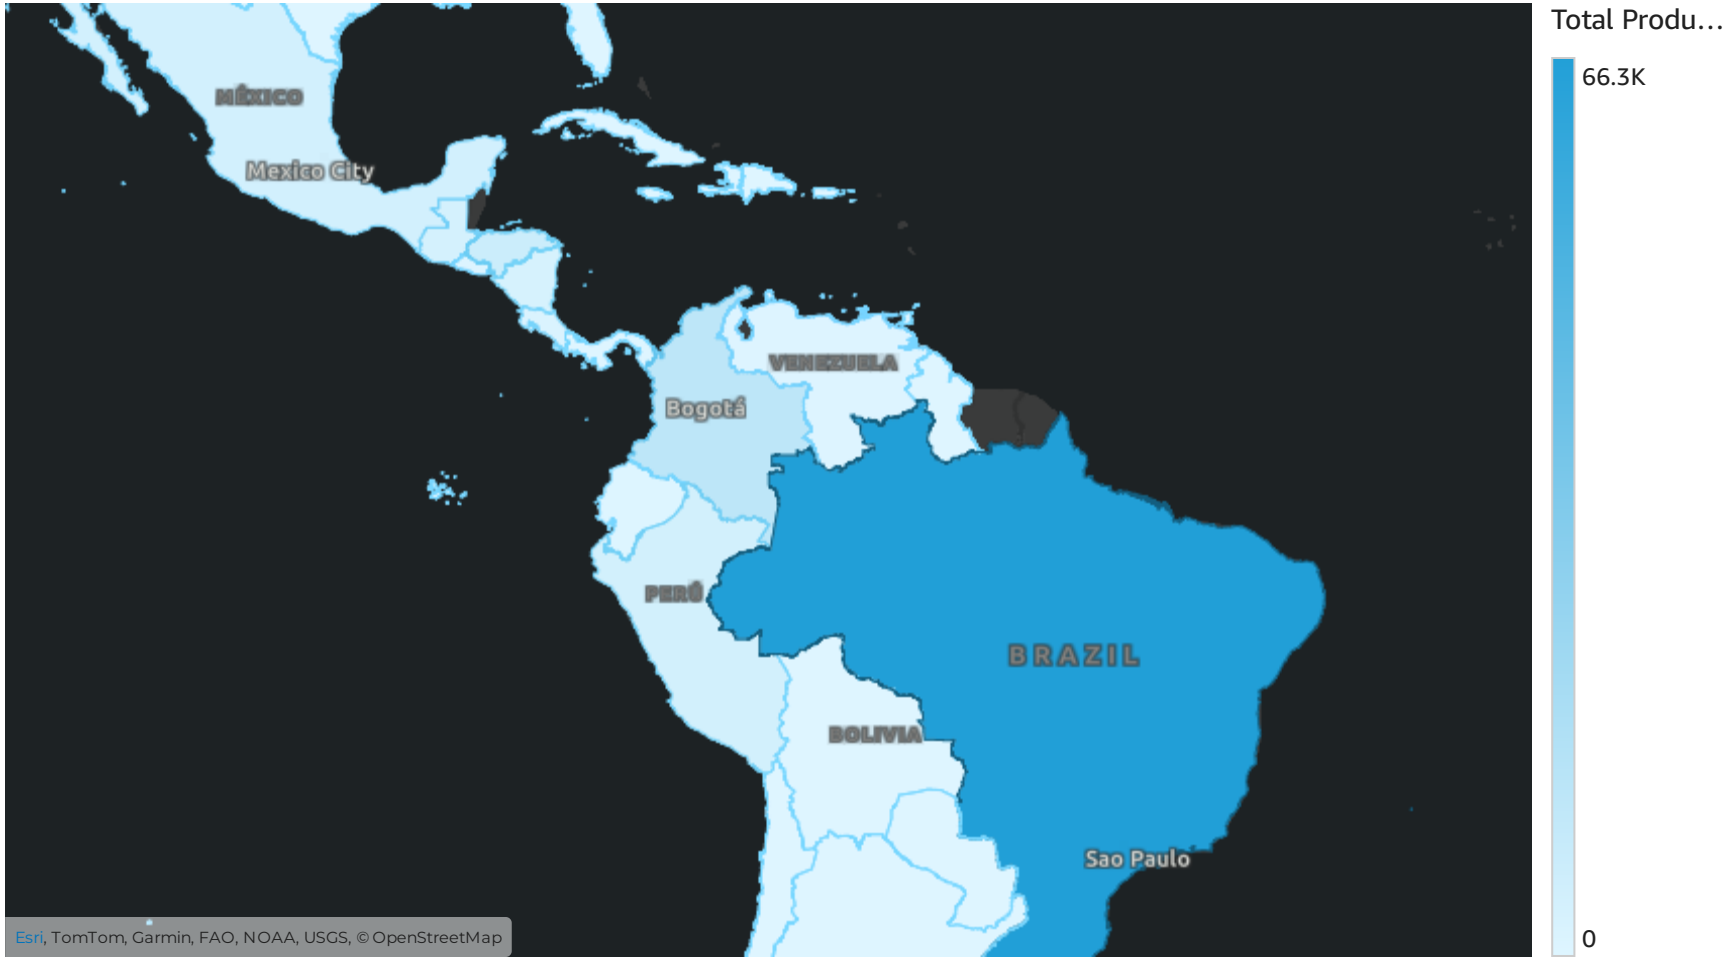 Total Produ...
66.3K
MÉXICO
Mexico City
VENEZUELA
Bogotá
PERÚ
BRAZIL
BOLIVIA
Sao Paulo
Esri, TomTom, Garmin, FAO, NOAA, USGS, © OpenStreetMap
0